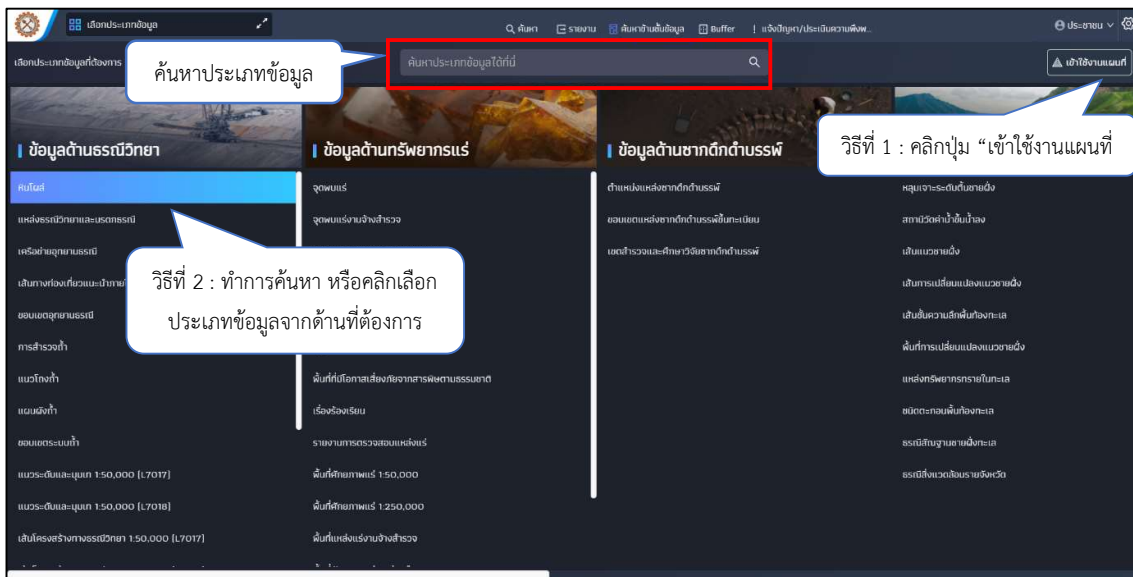 เลือกประเภทข้อมูล
ค้นหา
รายงาน
ค้นหาข้ามชั้นข้อมูล
Buffer
แจ้งปัญหา/ประเมินความพึงพ...
ประชาชน
เลือกประเภทข้อมูลที่ต้องการ
ค้นหาประเภทข้อมูล
ค้นหาประเภทข้อมูลได้ที่นี่
เข้าใช้งานแผนที่
วิธีที่ 1 : คลิกปุ่ม “เข้าใช้งานแผนที่
ข้อมูลด้านธรณีวิทยา
หินโผล่
แหล่งธรณีวิทยาและมรดกธรณี
เครือข่ายอุทยานธรณี
เส้นทางท่องเที่ยวแนะนำภายใ
ขอบเขตอุทยานธรณี
การสำรวจถ้ำ
แนวโถงถ้ำ
แผนผังถ้ำ
ขอบเขตระบบถ้ำ
แนวระดับและมุมเท 1:50,000 [L7017]
แนวระดับและมุมเท 1:50,000 [L7018]
เส้นโครงสร้างทางธรณีวิทยา 1:50,000 [L7017]
วิธีที่ 2 : ทำการค้นหา หรือคลิกเลือก
ประเภทข้อมูลจากด้านที่ต้องการ
ข้อมูลด้านทรัพยากรแร่
จุดพบแร่
จุดพบแร่งานจ้างสำรวจ
พื้นที่ที่มีโอกาสเสี่ยงภัยจากสารพิษตามธรรมชาติ
เรื่องร้องเรียน
รายงานการตรวจสอบแหล่งแร่
พื้นที่ศักยภาพแร่ 1:50,000
พื้นที่ศักยภาพแร่ 1:250,000
พื้นที่แหล่งแร่งานจ้างสำรวจ
ข้อมูลด้านซากดึกดำบรรพ์
ตำแหน่งแหล่งซากดึกดำบรรพ์
ขอบเขตแหล่งซากดึกดำบรรพ์ขึ้นทะเบียน
เขตสำรวจและศึกษาวิจัยซากดึกดำบรรพ์
หลุมเจาะระดับตื้นชายฝั่ง
สถานีวัดค่าน้ำขึ้นน้ำลง
เส้นแนวชายฝั่ง
เส้นการเปลี่ยนแปลงแนวชายฝั่ง
เส้นชั้นความลึกพื้นท้องทะเล
พื้นที่การเปลี่ยนแปลงแนวชายฝั่ง
แหล่งทรัพยากรทรายในทะเล
ชนิดตะกอนพื้นท้องทะเล
ธรณีสัณฐานชายฝั่งทะเล
ธรณีสิ่งแวดล้อมรายจังหวัด